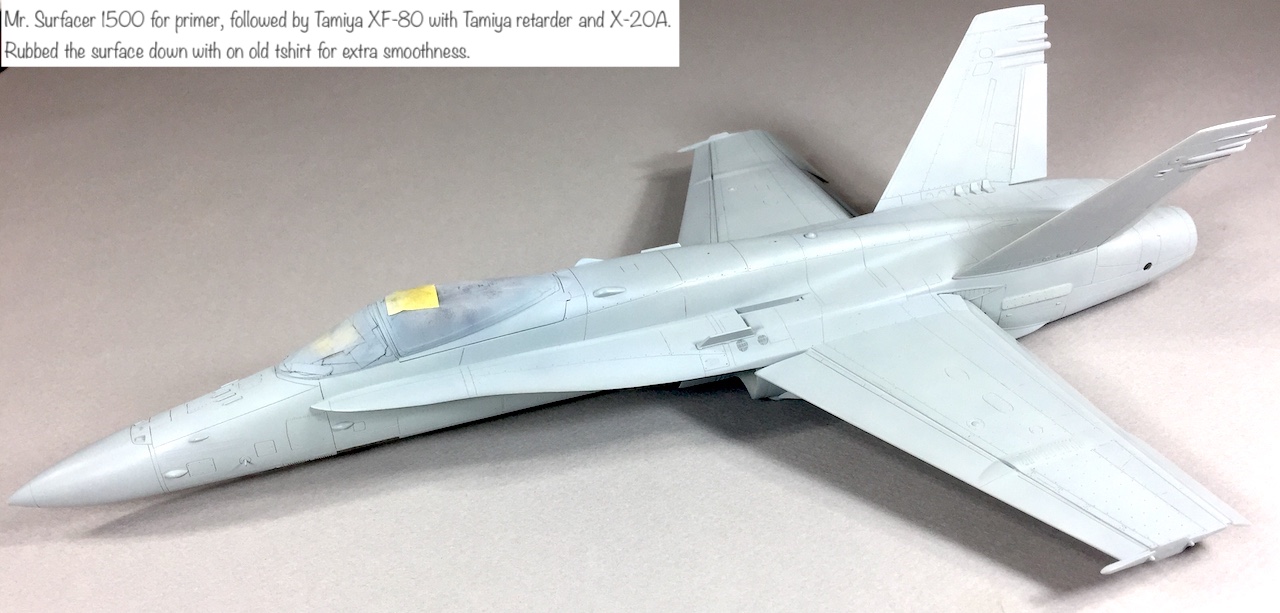 Mr. Surfacer 1500 for primer, followed by Tamiya XF-80 with Tamiya retarder and X-20A.
Rubbed the surface down with on old tshirt for extra smoothness.